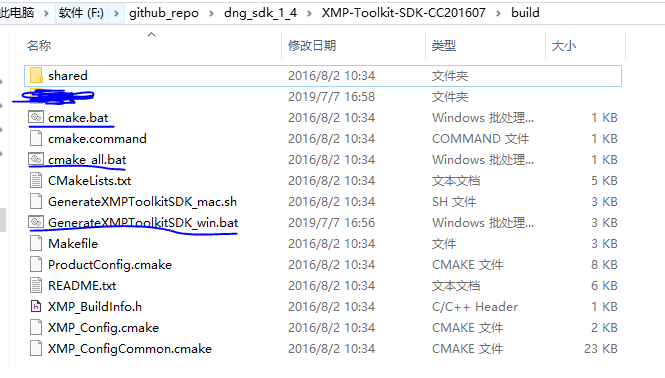 此电脑 › 软件 (F:) › github_repo › dng_sdk_1_4 › XMP-Toolkit-SDK-CC201607 › build
名称 修改日期 类型 大小
shared 2016/8/2 10:34 文件夹
2019/7/7 16:58 文件夹
cmake.bat 2016/8/2 10:34 Windows 批处理... 1 KB
cmake.command 2016/8/2 10:34 COMMAND 文件 1 KB
cmake_all.bat 2016/8/2 10:34 Windows 批处理... 1 KB
CMakeLists.txt 2016/8/2 10:34 文本文档 5 KB
GenerateXMPToolkitSDK_mac.sh 2016/8/2 10:34 SH 文件 3 KB
GenerateXMPToolkitSDK_win.bat 2019/7/7 16:56 Windows 批处理... 3 KB
Makefile 2016/8/2 10:34 文件 3 KB
ProductConfig.cmake 2016/8/2 10:34 CMAKE 文件 8 KB
README.txt 2016/8/2 10:34 文本文档 6 KB
XMP_BuildInfo.h 2016/8/2 10:34 C/C++ Header 1 KB
XMP_Config.cmake 2016/8/2 10:34 CMAKE 文件 2 KB
XMP_ConfigCommon.cmake 2016/8/2 10:34 CMAKE 文件 23 KB